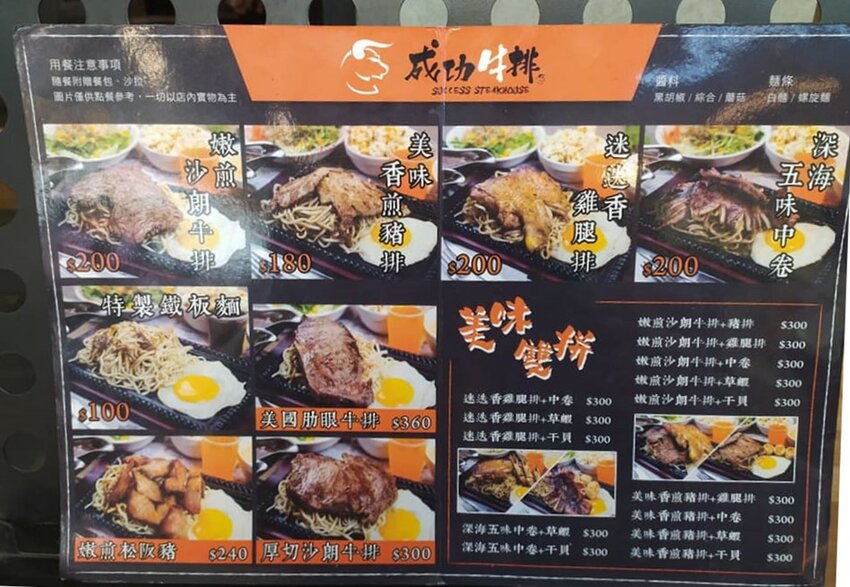 用餐注意事項
隨餐附贈餐包、沙拉
圖片僅供點餐參考，一切以店內實物為主
成功牛排
SUCCESS STEAKHOUSE
醬料
黑胡椒/綜合/蘑菇
麵條
白麵/螺旋麵
嫩煎沙朗牛排
$200
美味香煎豬排
$180
迷迭香雞腿排
$200
深海五味中卷
$200
特製鐵板麵
$100
美國肋眼牛排 $360
嫩煎松阪豬 $240
厚切沙朗牛排 $300
美味雙拼
迷迭香雞腿排+中卷 $300
迷迭香雞腿排+草蝦 $300
迷迭香雞腿排+干貝 $300
深海五味中卷+草蝦 $300
深海五味中卷+干貝 $300
嫩煎沙朗牛排+豬排 $300
嫩煎沙朗牛排+雞腿排 $300
嫩煎沙朗牛排+中卷 $300
嫩煎沙朗牛排+草蝦 $300
嫩煎沙朗牛排+干貝 $300
美味香煎豬排+雞腿排 $300
美味香煎豬排+中卷 $300
美味香煎豬排+草蝦 $300
美味香煎豬排+干貝 $300